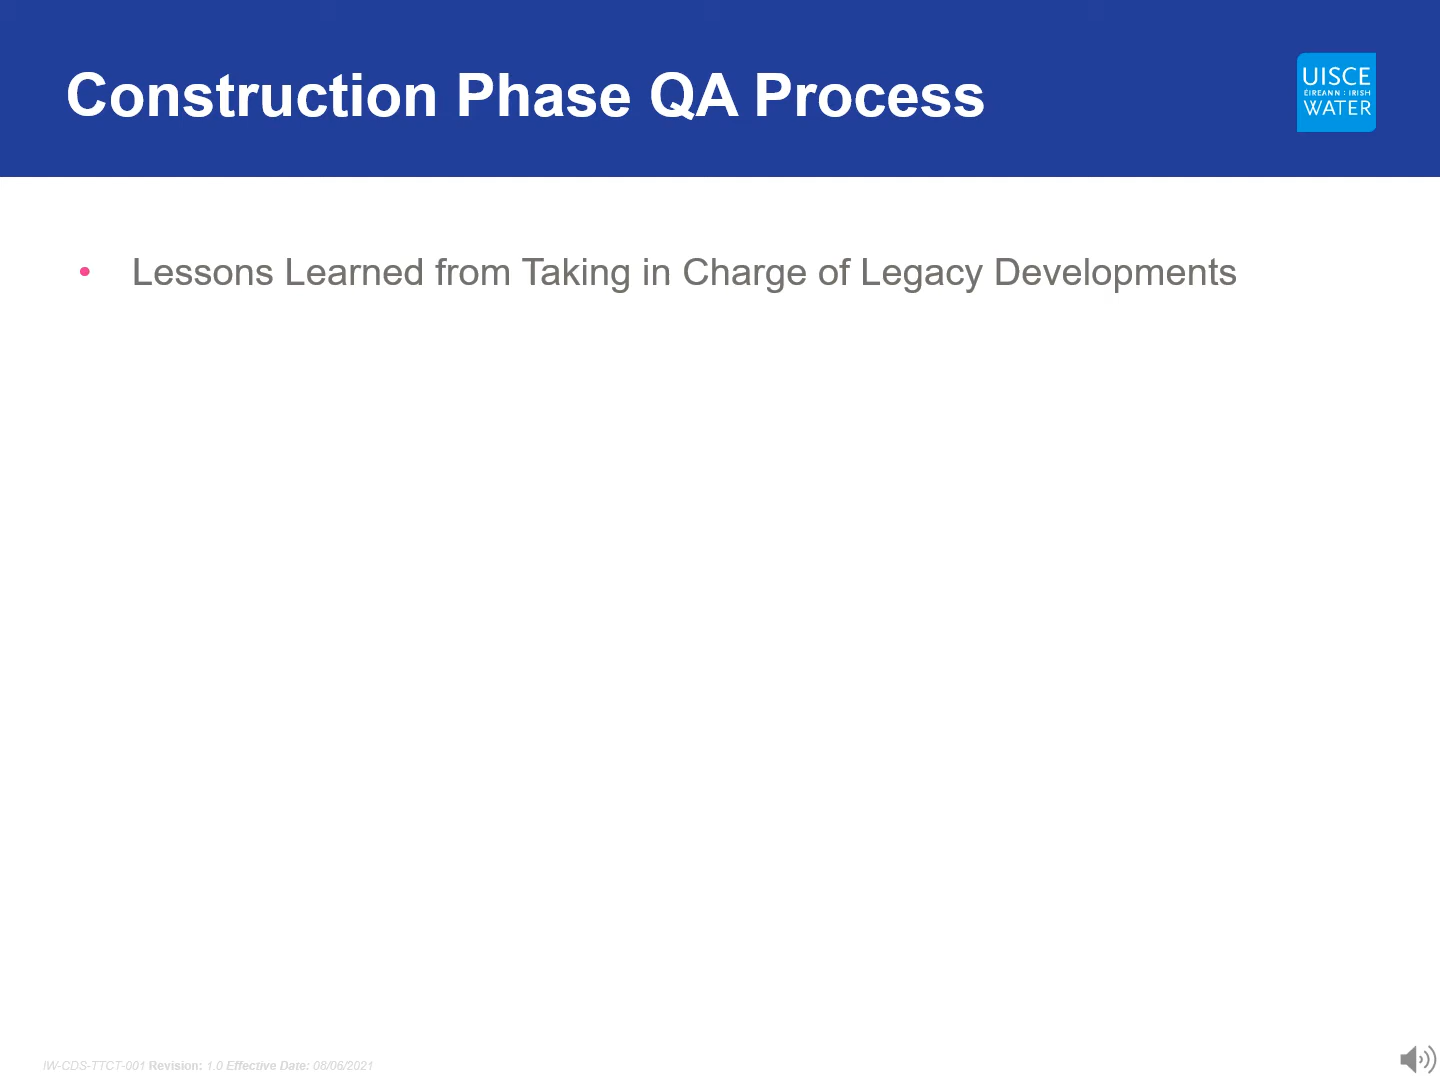 Construction Phase QA Process
UISCE
ÉIREANN : IRISH
WATER
• Lessons Learned from Taking in Charge of Legacy Developments
IW-CDS-TTCT-001 Revision: 1.0 Effective Date: 08/06/2021